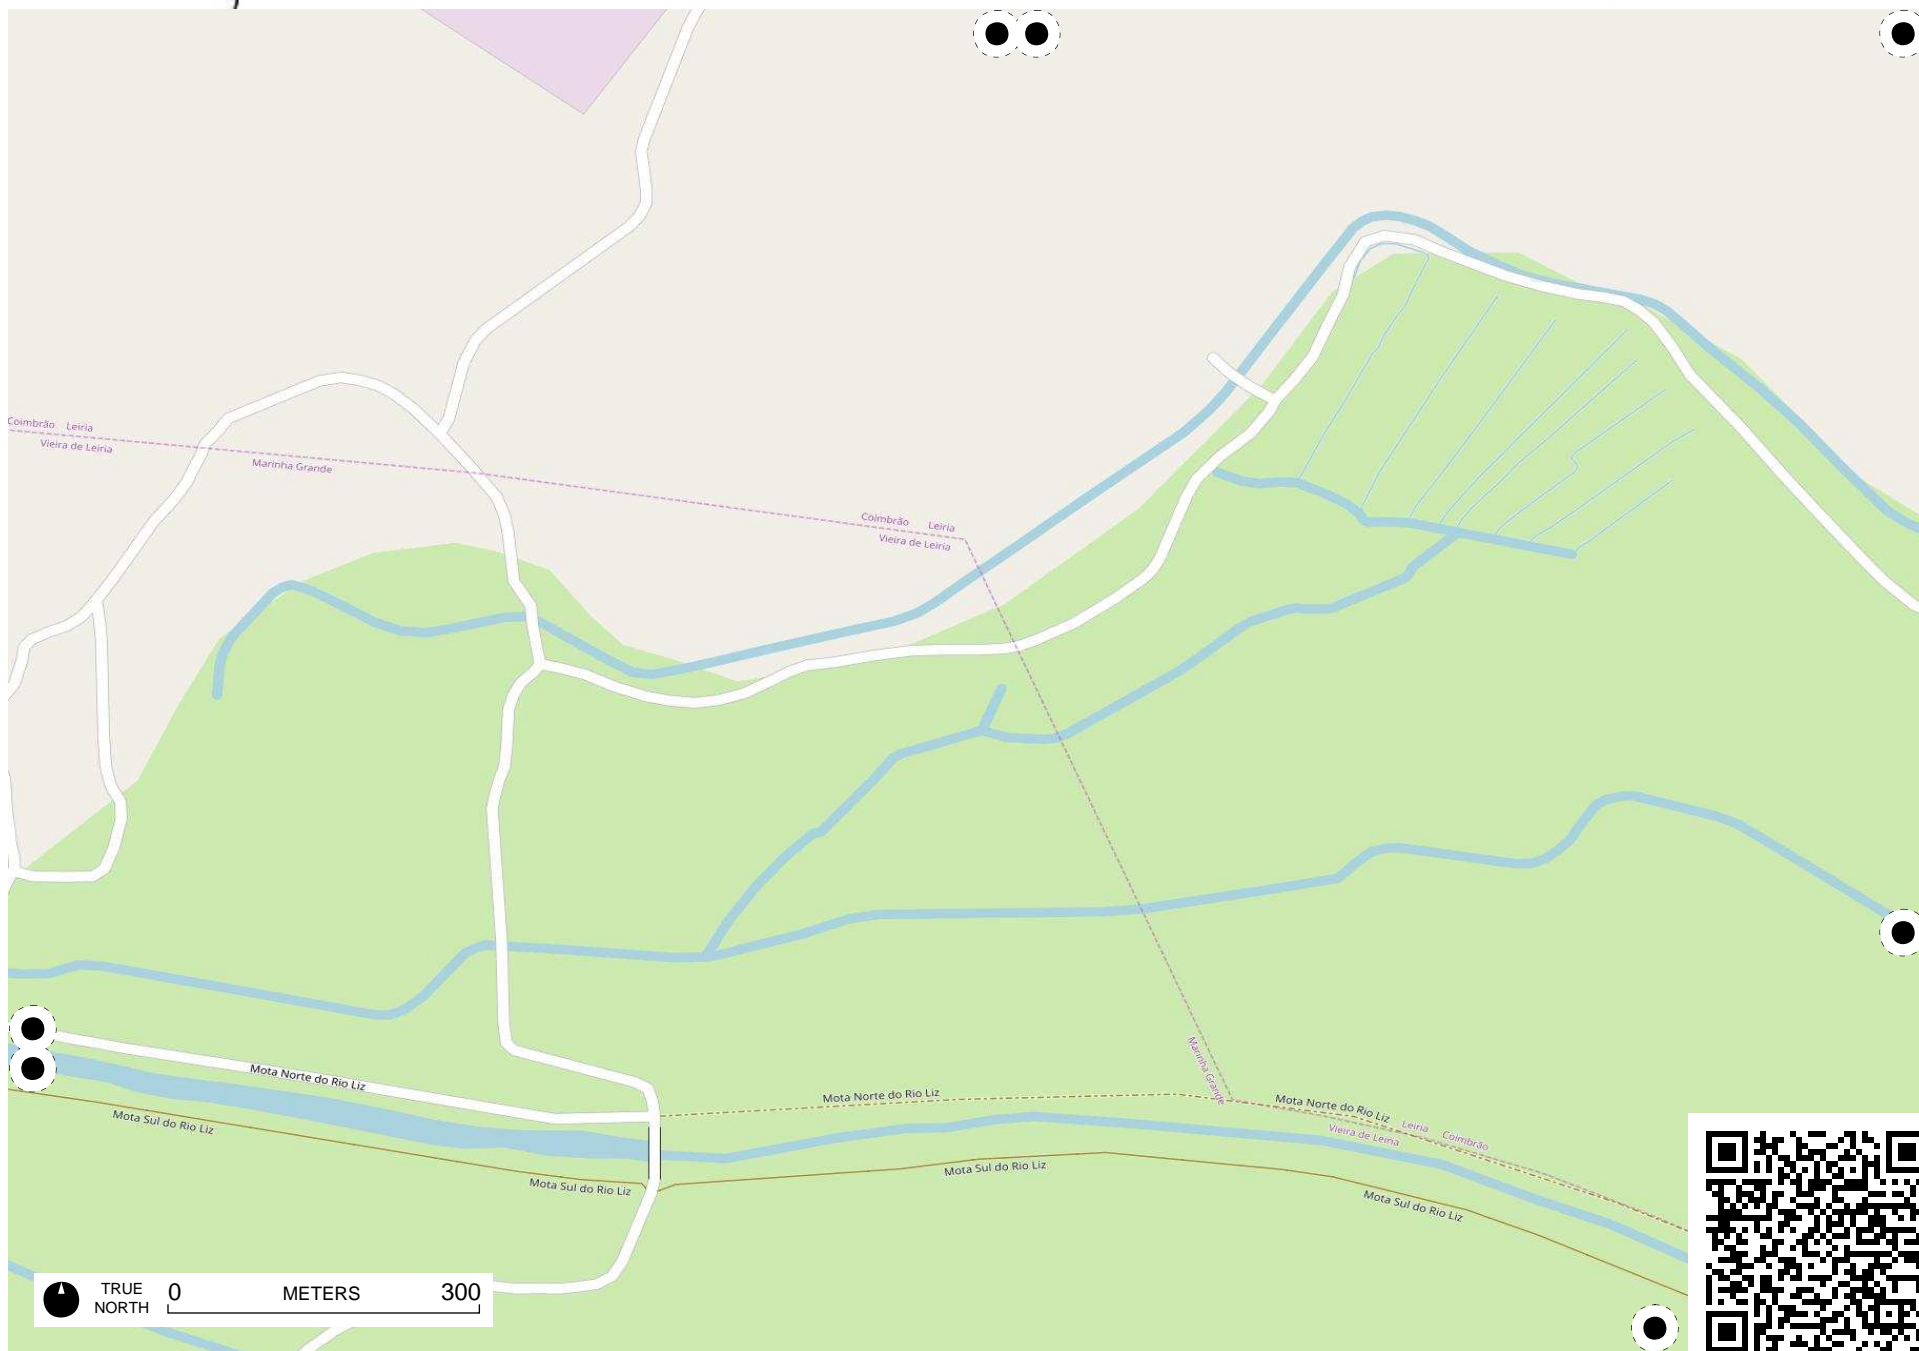 Coimbrão Leiria
Vieira de Leiria
Marinha Grande
Coimbrão Leiria
Vieira de Leiria
Marinha Grande
Mota Norte do Rio Liz
Mota Norte do Rio Liz
Mota Norte do Rio Liz
Leiria Coimbrão
Vieira de Leiria
Mota Sul do Rio Liz
Mota Sul do Rio Liz
Mota Sul do Rio Liz
Mota Sul do Rio Liz
TRUE NORTH
0 METERS 300